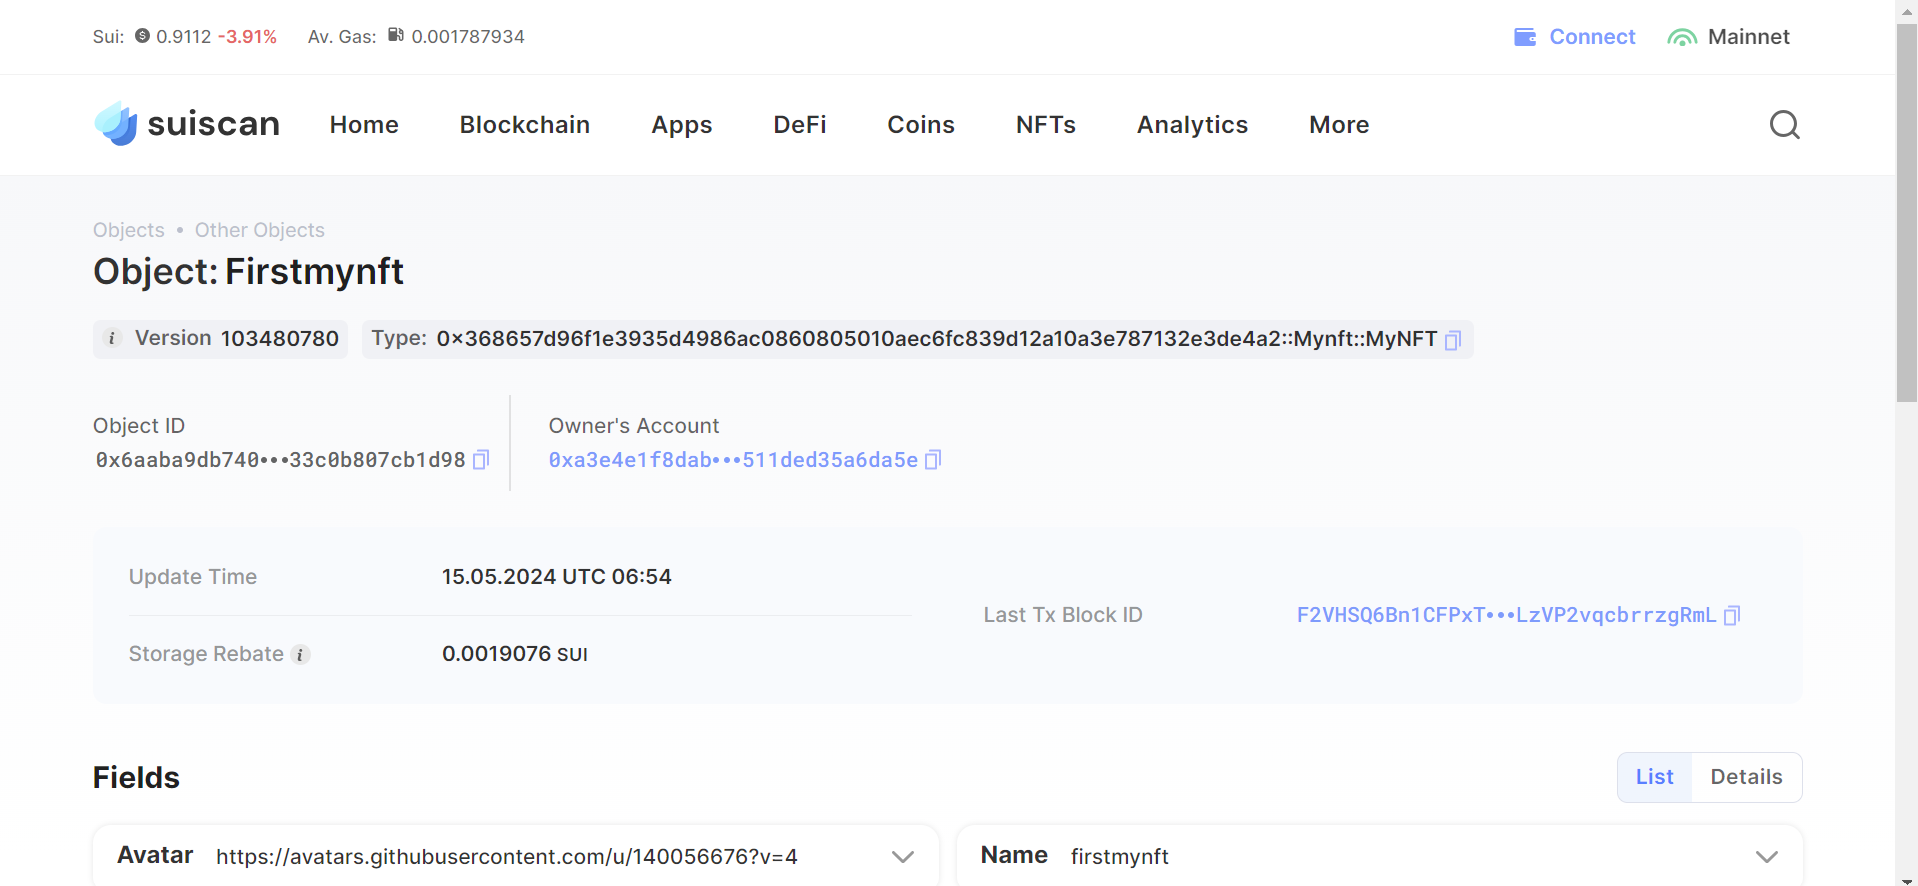 Sui: 0.9112 -3.91% Av. Gas: 0.001787934 Connect Mainnet
suiscan Home Blockchain Apps DeFi Coins NFTs Analytics More
Objects • Other Objects
Object: Firstmynft
i Version 103480780 Type: 0x368657d96f1e3935d4986ac0860805010aec6fc839d12a10a3e787132e3de4a2::Mynft::MyNFT
Object ID
0x6aaba9db740•••33c0b807cb1d98
Owner's Account
0xa3e4e1f8dab•••511ded35a6da5e
Update Time 15.05.2024 UTC 06:54
Storage Rebate i 0.0019076 SUI
Last Tx Block ID F2VHSQ6Bn1CFPxT•••LzVP2vqcbrrzgRmL
Fields List Details
Avatar https://avatars.githubusercontent.com/u/140056676?v=4
Name firstmynft